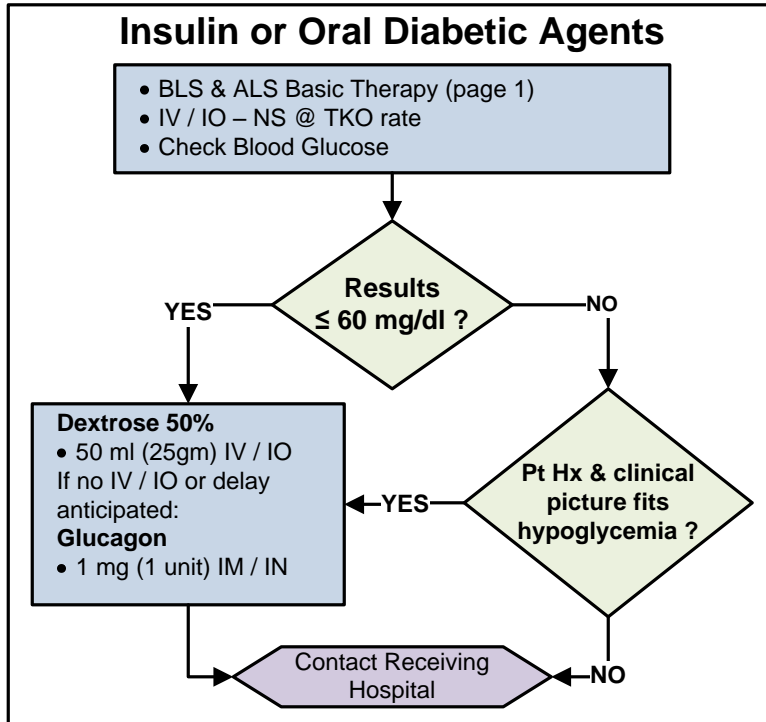 Insulin or Oral Diabetic Agents
• BLS & ALS Basic Therapy (page 1)
• IV / IO – NS @ TKO rate
• Check Blood Glucose
Results
≤ 60 mg/dl ?
YES
NO
Dextrose 50%
• 50 ml (25gm) IV / IO
If no IV / IO or delay
anticipated:
Glucagon
• 1 mg (1 unit) IM / IN
YES
Pt Hx & clinical
picture fits
hypoglycemia ?
NO
Contact Receiving
Hospital